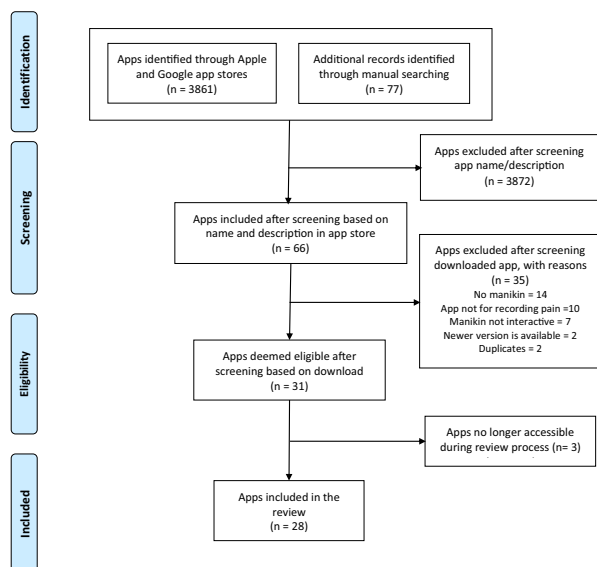 Identification
Apps identified through Apple
and Google app stores
(n = 3861)
Additional records identified
through manual searching
(n = 77)
Apps excluded after screening
app name/description
(n = 3872)
Screening
Apps included after screening based on
name and description in app store
(n = 66)
Apps excluded after screening
downloaded app, with reasons
(n = 35)
No manikin = 14
App not for recording pain =10
Manikin not interactive = 7
Newer version is available = 2
Duplicates = 2
Eligibility
Apps deemed eligible after
screening based on download
(n = 31)
Apps no longer accessible
during review process (n= 3)
Included
Apps included in the
review
(n = 28)